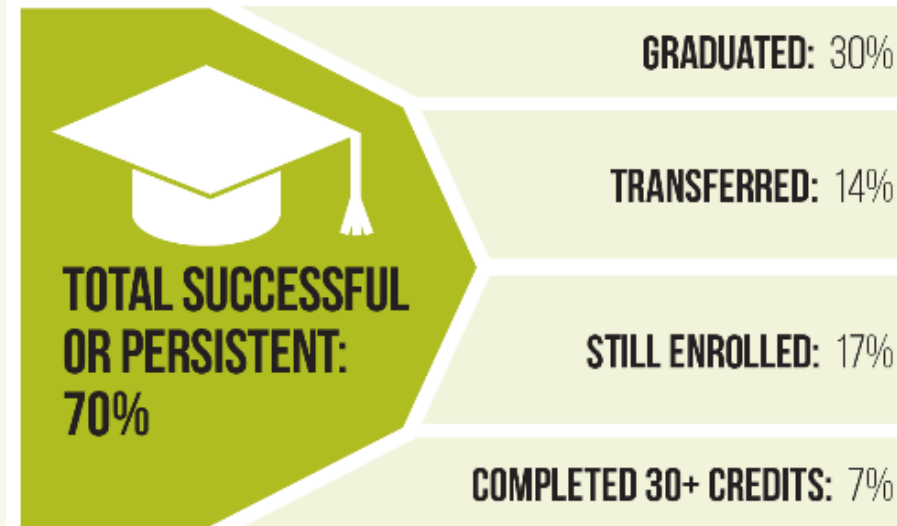 TOTAL SUCCESSFUL
OR PERSISTENT:
70%
GRADUATED: 30%
TRANSFERRED: 14%
STILL ENROLLED: 17%
COMPLETED 30+ CREDITS: 7%